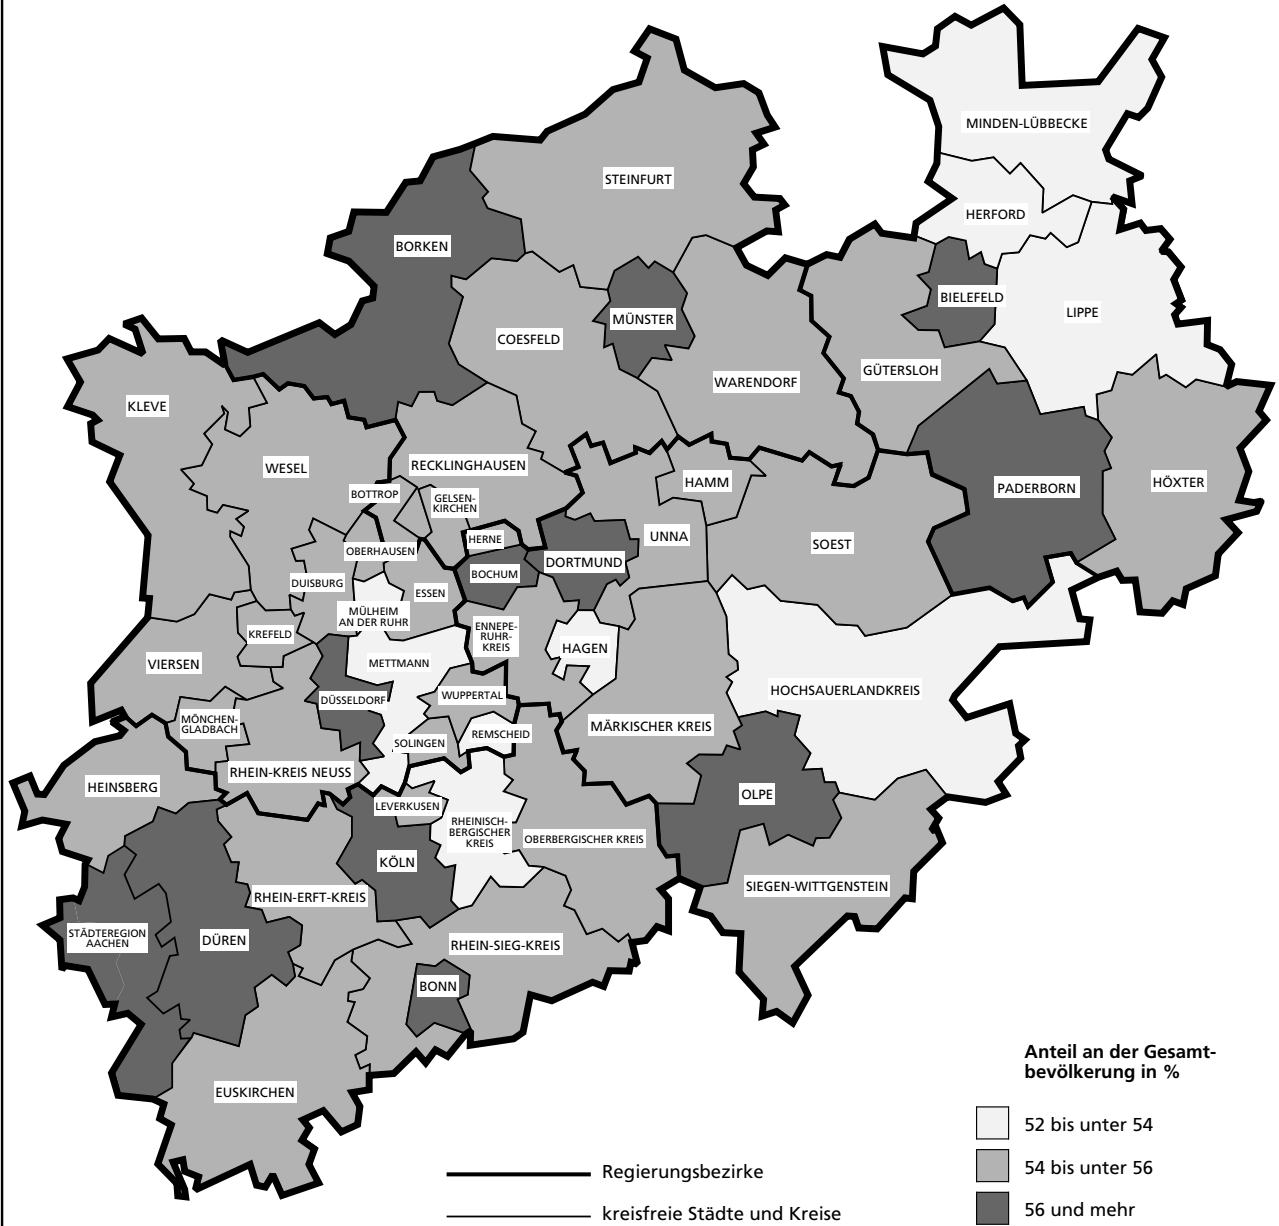 MINDEN-LÜBBECKE
STEINFURT
HERFORD
BORKEN
BIELEFELD
LIPPE
MÜNSTER
COESFELD
GÜTERSLOH
WARENDORF
KLEVE
RECKLINGHAUSEN
WESEL
HAMM
HÖXTER
PADERBORN
BOTTROP
GELSEN-
KIRCHEN
UNNA
HERNE
SOEST
OBERHAUSEN
DORTMUND
BOCHUM
DUISBURG
ESSEN
MÜLHEIM
AN DER RUHR
KREFELD
ENNEPE-
RUHR-
KREIS
HAGEN
VIERSEN
METTMANN
HOCHSAUERLANDKREIS
DÜSSELDORF
WUPPERTAL
MÖNCHEN-
GLADBACH
MÄRKISCHER KREIS
REMSCHEID
SOLINGEN
RHEIN-KREIS NEUSS
HEINSBERG
OLPE
LEVERKUSEN
RHEINISCH-
BERGISCHER
KREIS
OBERBERGISCHER KREIS
KÖLN
SIEGEN-WITTGENSTEIN
RHEIN-ERFT-KREIS
STÄDTEREGION
AACHEN
DÜREN
RHEIN-SIEG-KREIS
BONN
EUSKIRCHEN
Anteil an der Gesamt-
bevölkerung in %
52 bis unter 54
54 bis unter 56
56 und mehr
Regierungsbezirke
kreisfreie Städte und Kreise